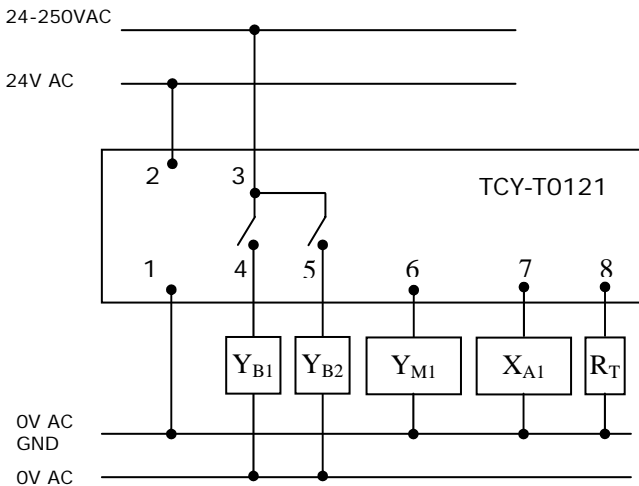 24-250VAC
24V AC
2 3 TCY-T0121
1 4 5 6 7 8
YB1 YB2 YM1 XA1 RT
0V AC
GND
0V AC